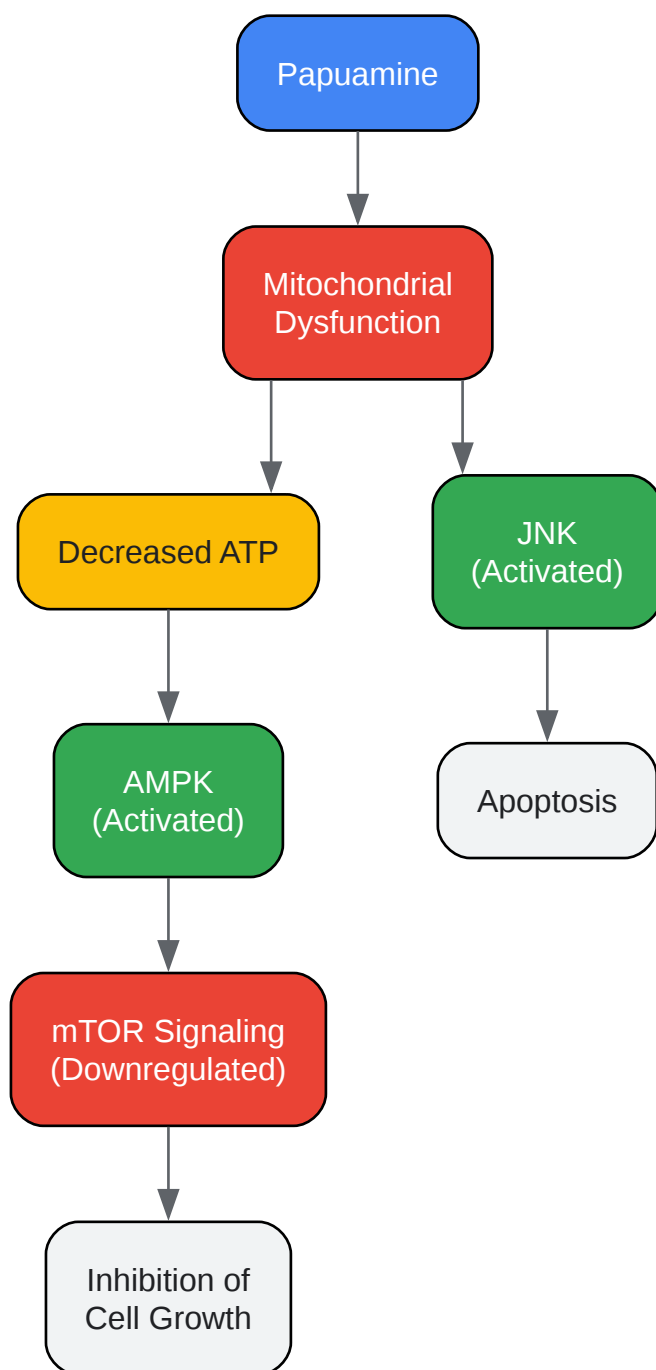 Papuamine
Mitochondrial
Dysfunction
Decreased ATP
JNK
(Activated)
AMPK
(Activated)
Apoptosis
mTOR Signaling
(Downregulated)
Inhibition of
Cell Growth